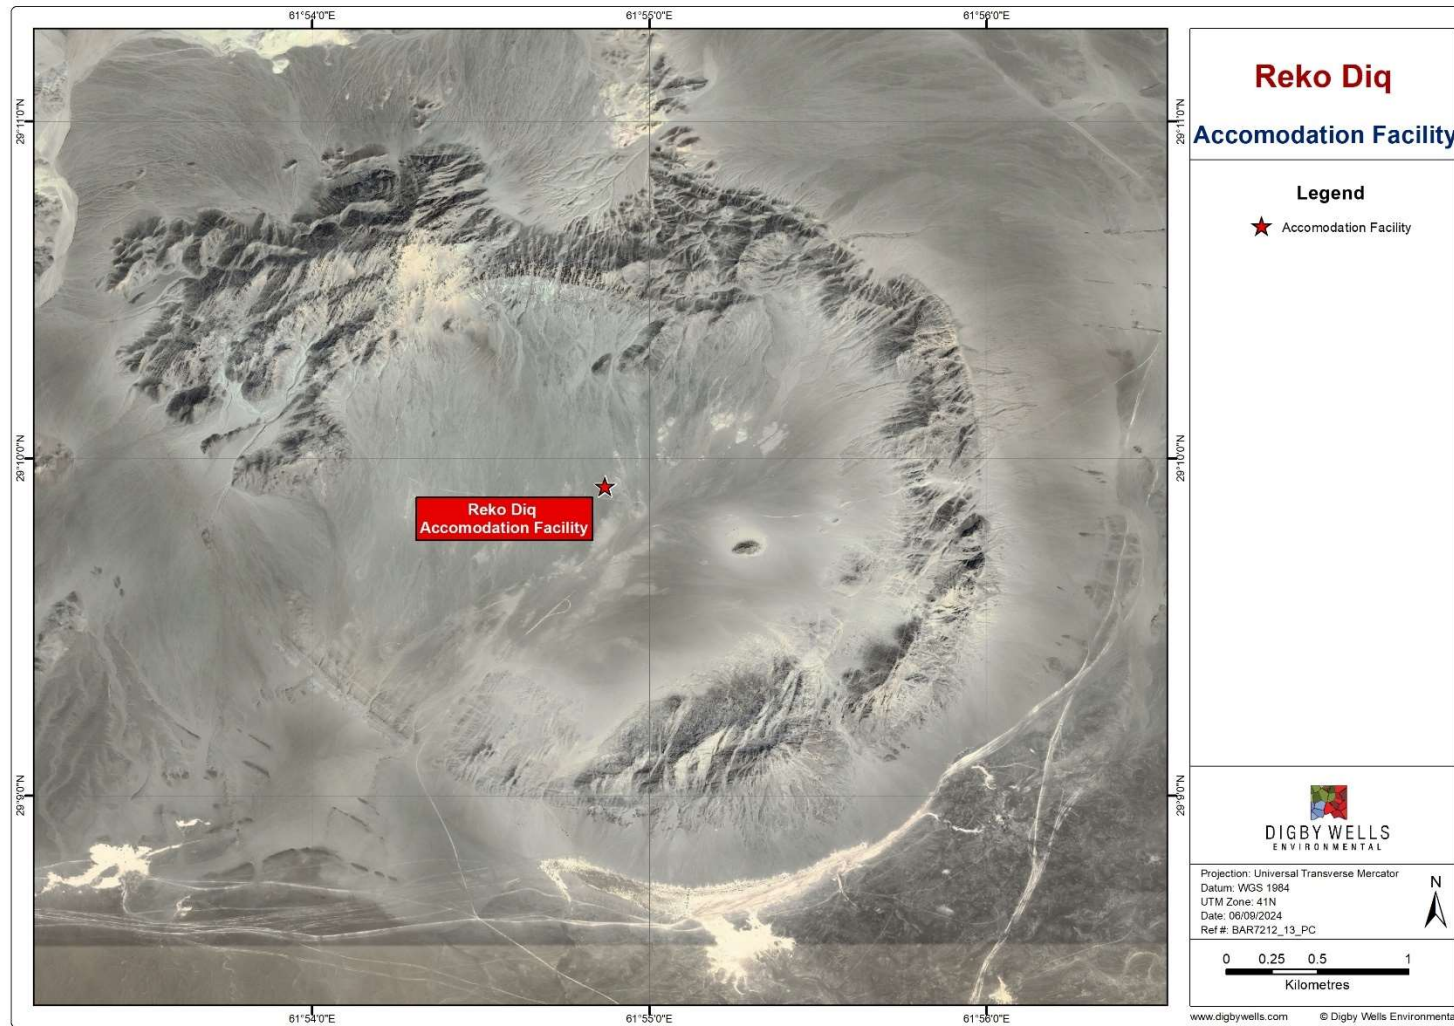 61°54'0"E
61°55'0"E
61°56'0"E
29°11'0"N
29°11'0"N
29°10'0"N
29°10'0"N
29°9'0"N
29°9'0"N
Reko Diq
Accomodation Facility
61°54'0"E
61°55'0"E
61°56'0"E
Reko Diq
Accomodation Facility
Legend
Accomodation Facility
DIGBY WELLS
ENVIRONMENTAL
Projection: Universal Transverse Mercator
Datum: WGS 1984
UTM Zone: 41N
Date: 06/09/2024
Ref #: BAR7212_13_PC
N
0 0.25 0.5 1
Kilometres
www.digbywells.com © Digby Wells Environmenta